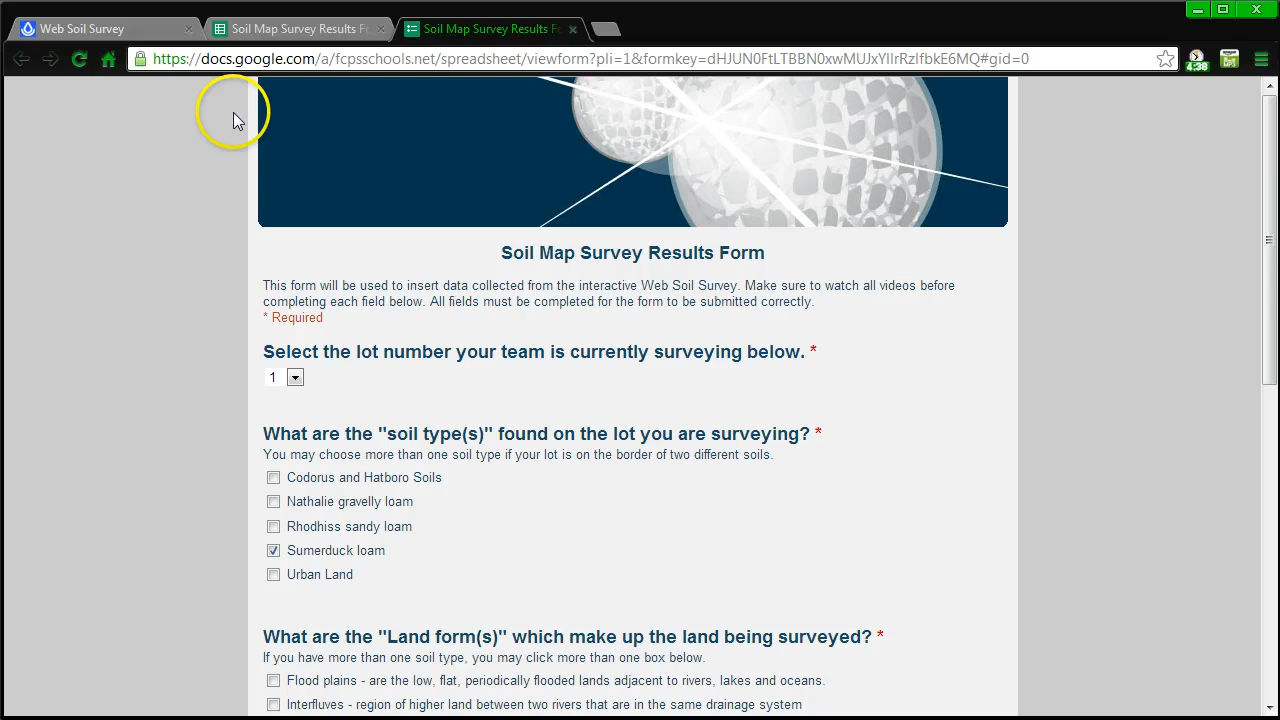 Web Soil Survey
Soil Map Survey Results F
Soil Map Survey Results F
https://docs.google.com/a/fcpsschools.net/spreadsheet/viewform?pli=1&formkey=dHJUN0FtLTBBN0xwMUJxYlIrRzlfbkE6MQ#gid=0
4:38
Soil Map Survey Results Form
This form will be used to insert data collected from the interactive Web Soil Survey. Make sure to watch all videos before
completing each field below. All fields must be completed for the form to be submitted correctly.
* Required
Select the lot number your team is currently surveying below. *
1
What are the "soil type(s)" found on the lot you are surveying? *
You may choose more than one soil type if your lot is on the border of two different soils.
Codorus and Hatboro Soils
Nathalie gravelly loam
Rhodhiss sandy loam
Sumerduck loam
Urban Land
What are the "Land form(s)" which make up the land being surveyed? *
If you have more than one soil type, you may click more than one box below.
Flood plains - are the low, flat, periodically flooded lands adjacent to rivers, lakes and oceans.
Interfluves - region of higher land between two rivers that are in the same drainage system